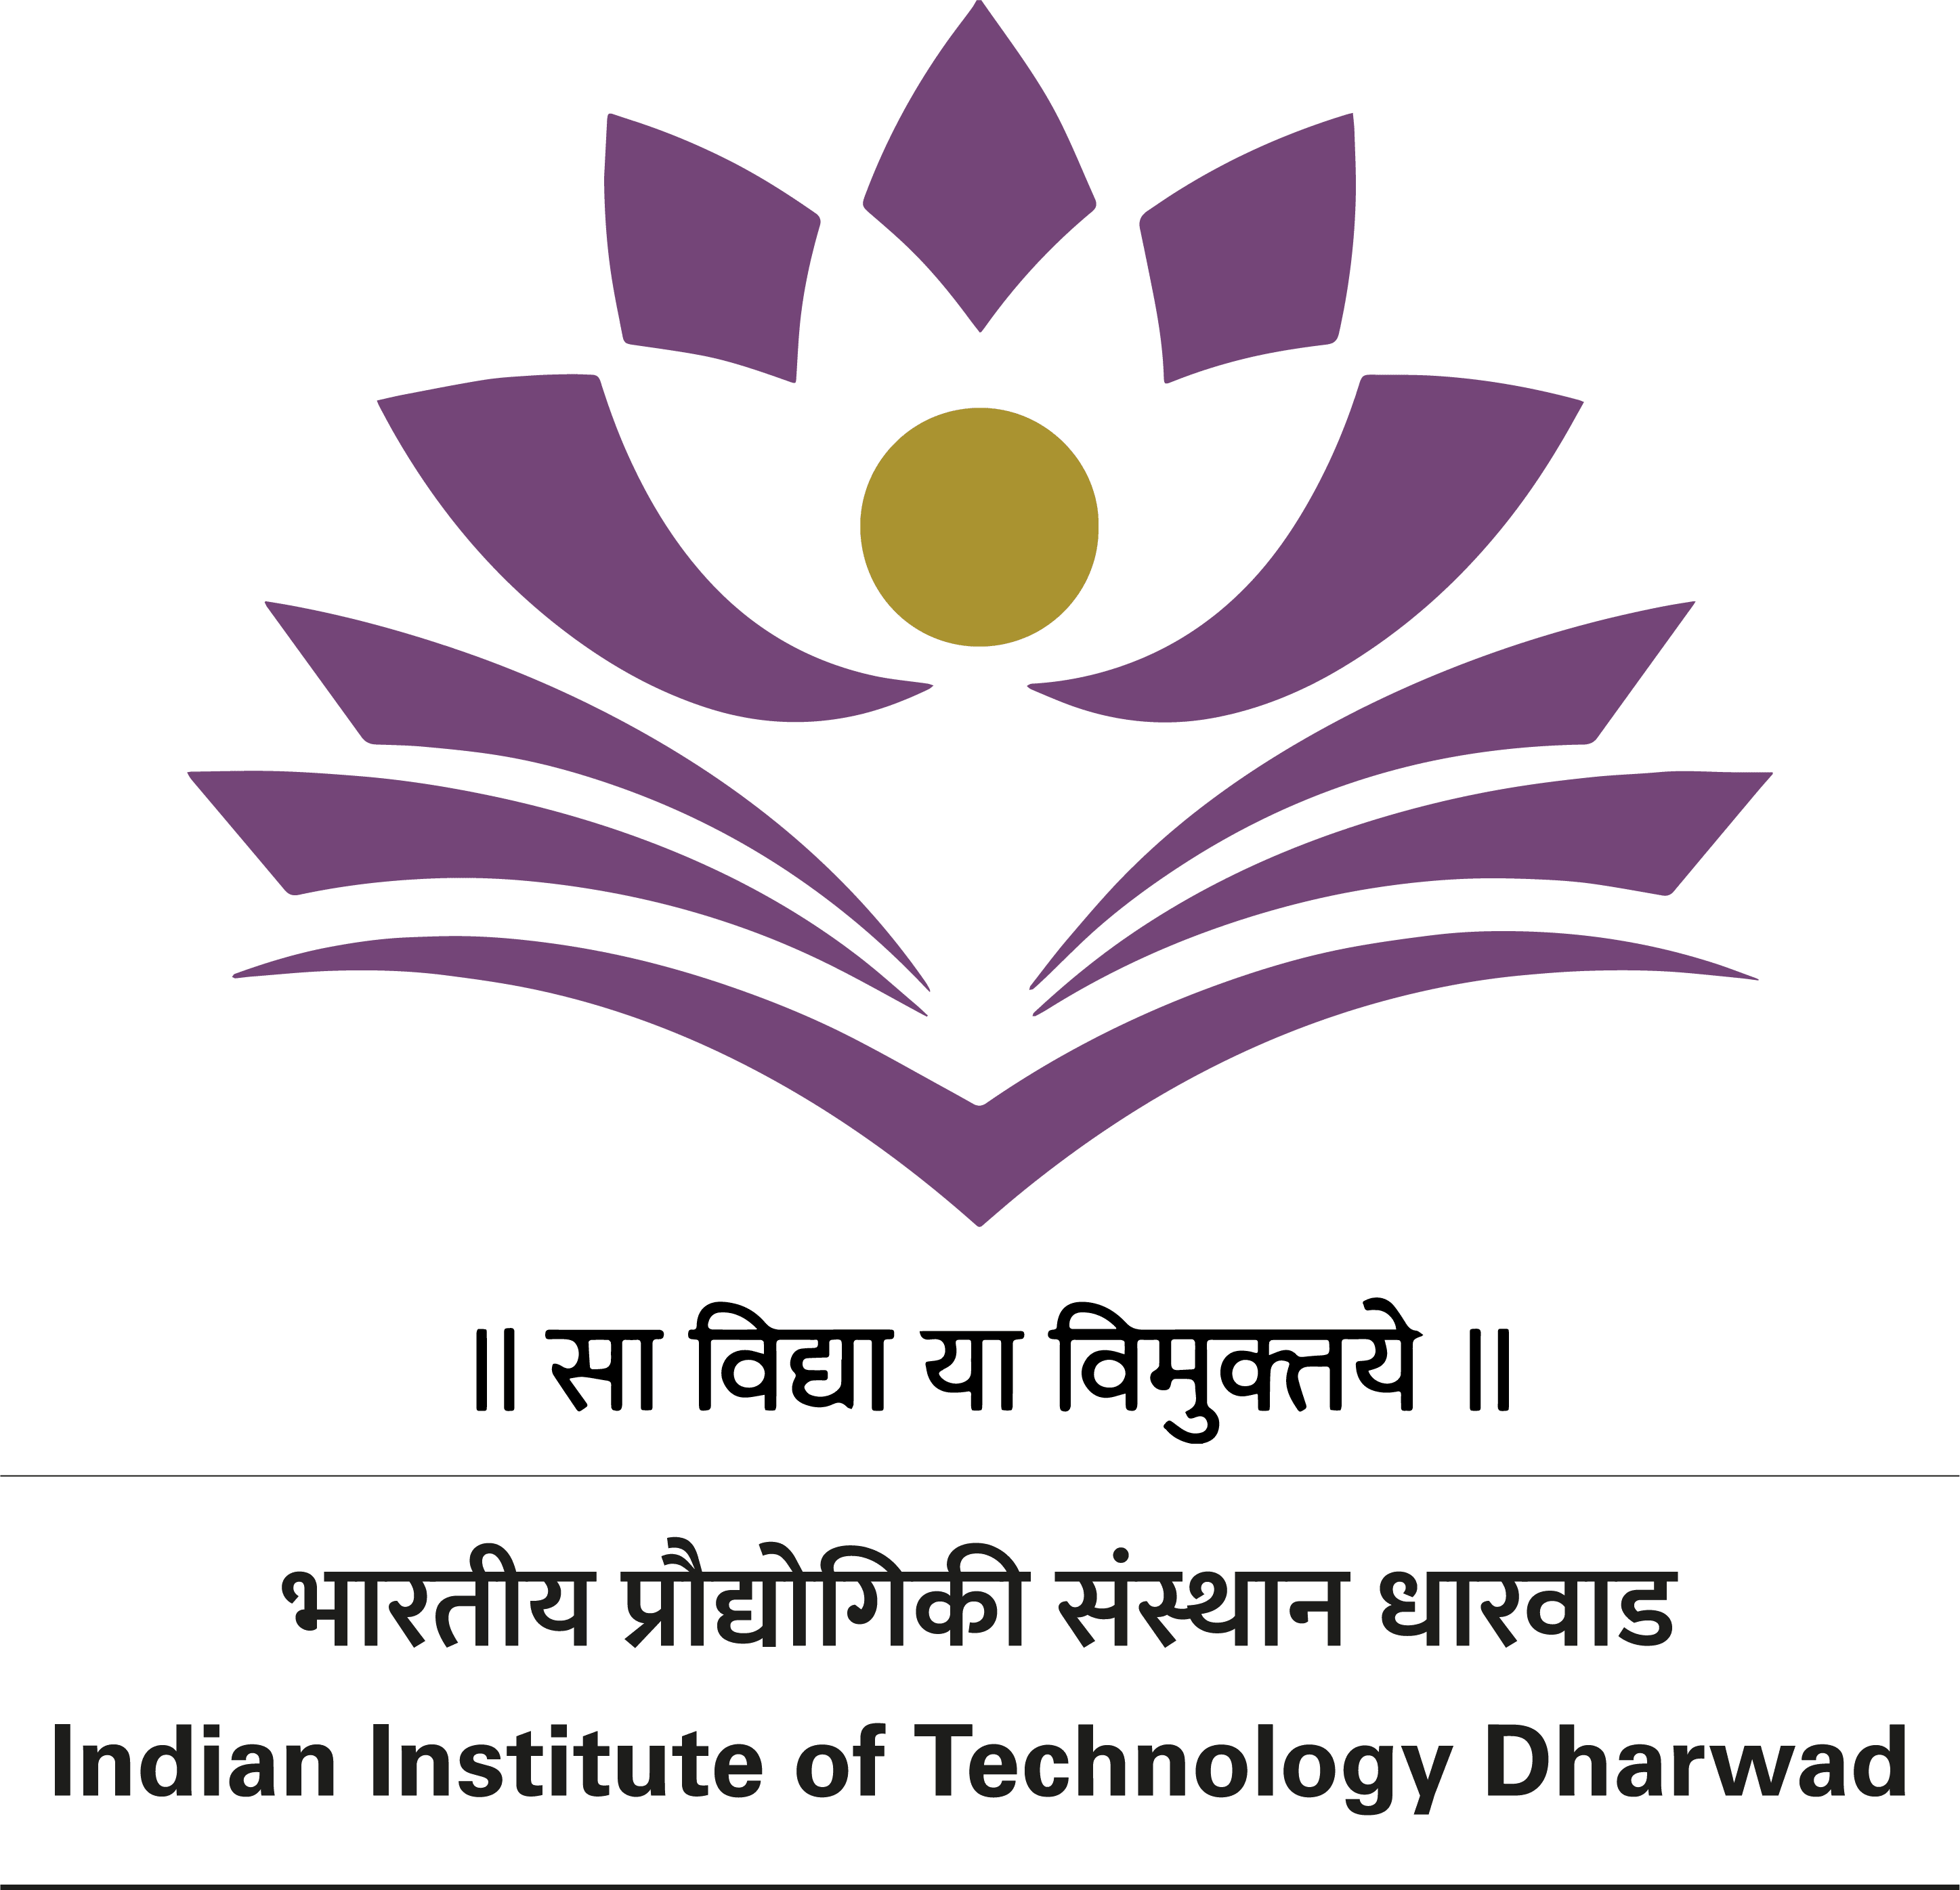 ॥ सा विद्या या विमुक्तये ॥
भारतीय प्रौद्योगिकी संस्थान धारवाड
Indian Institute of Technology Dharwad